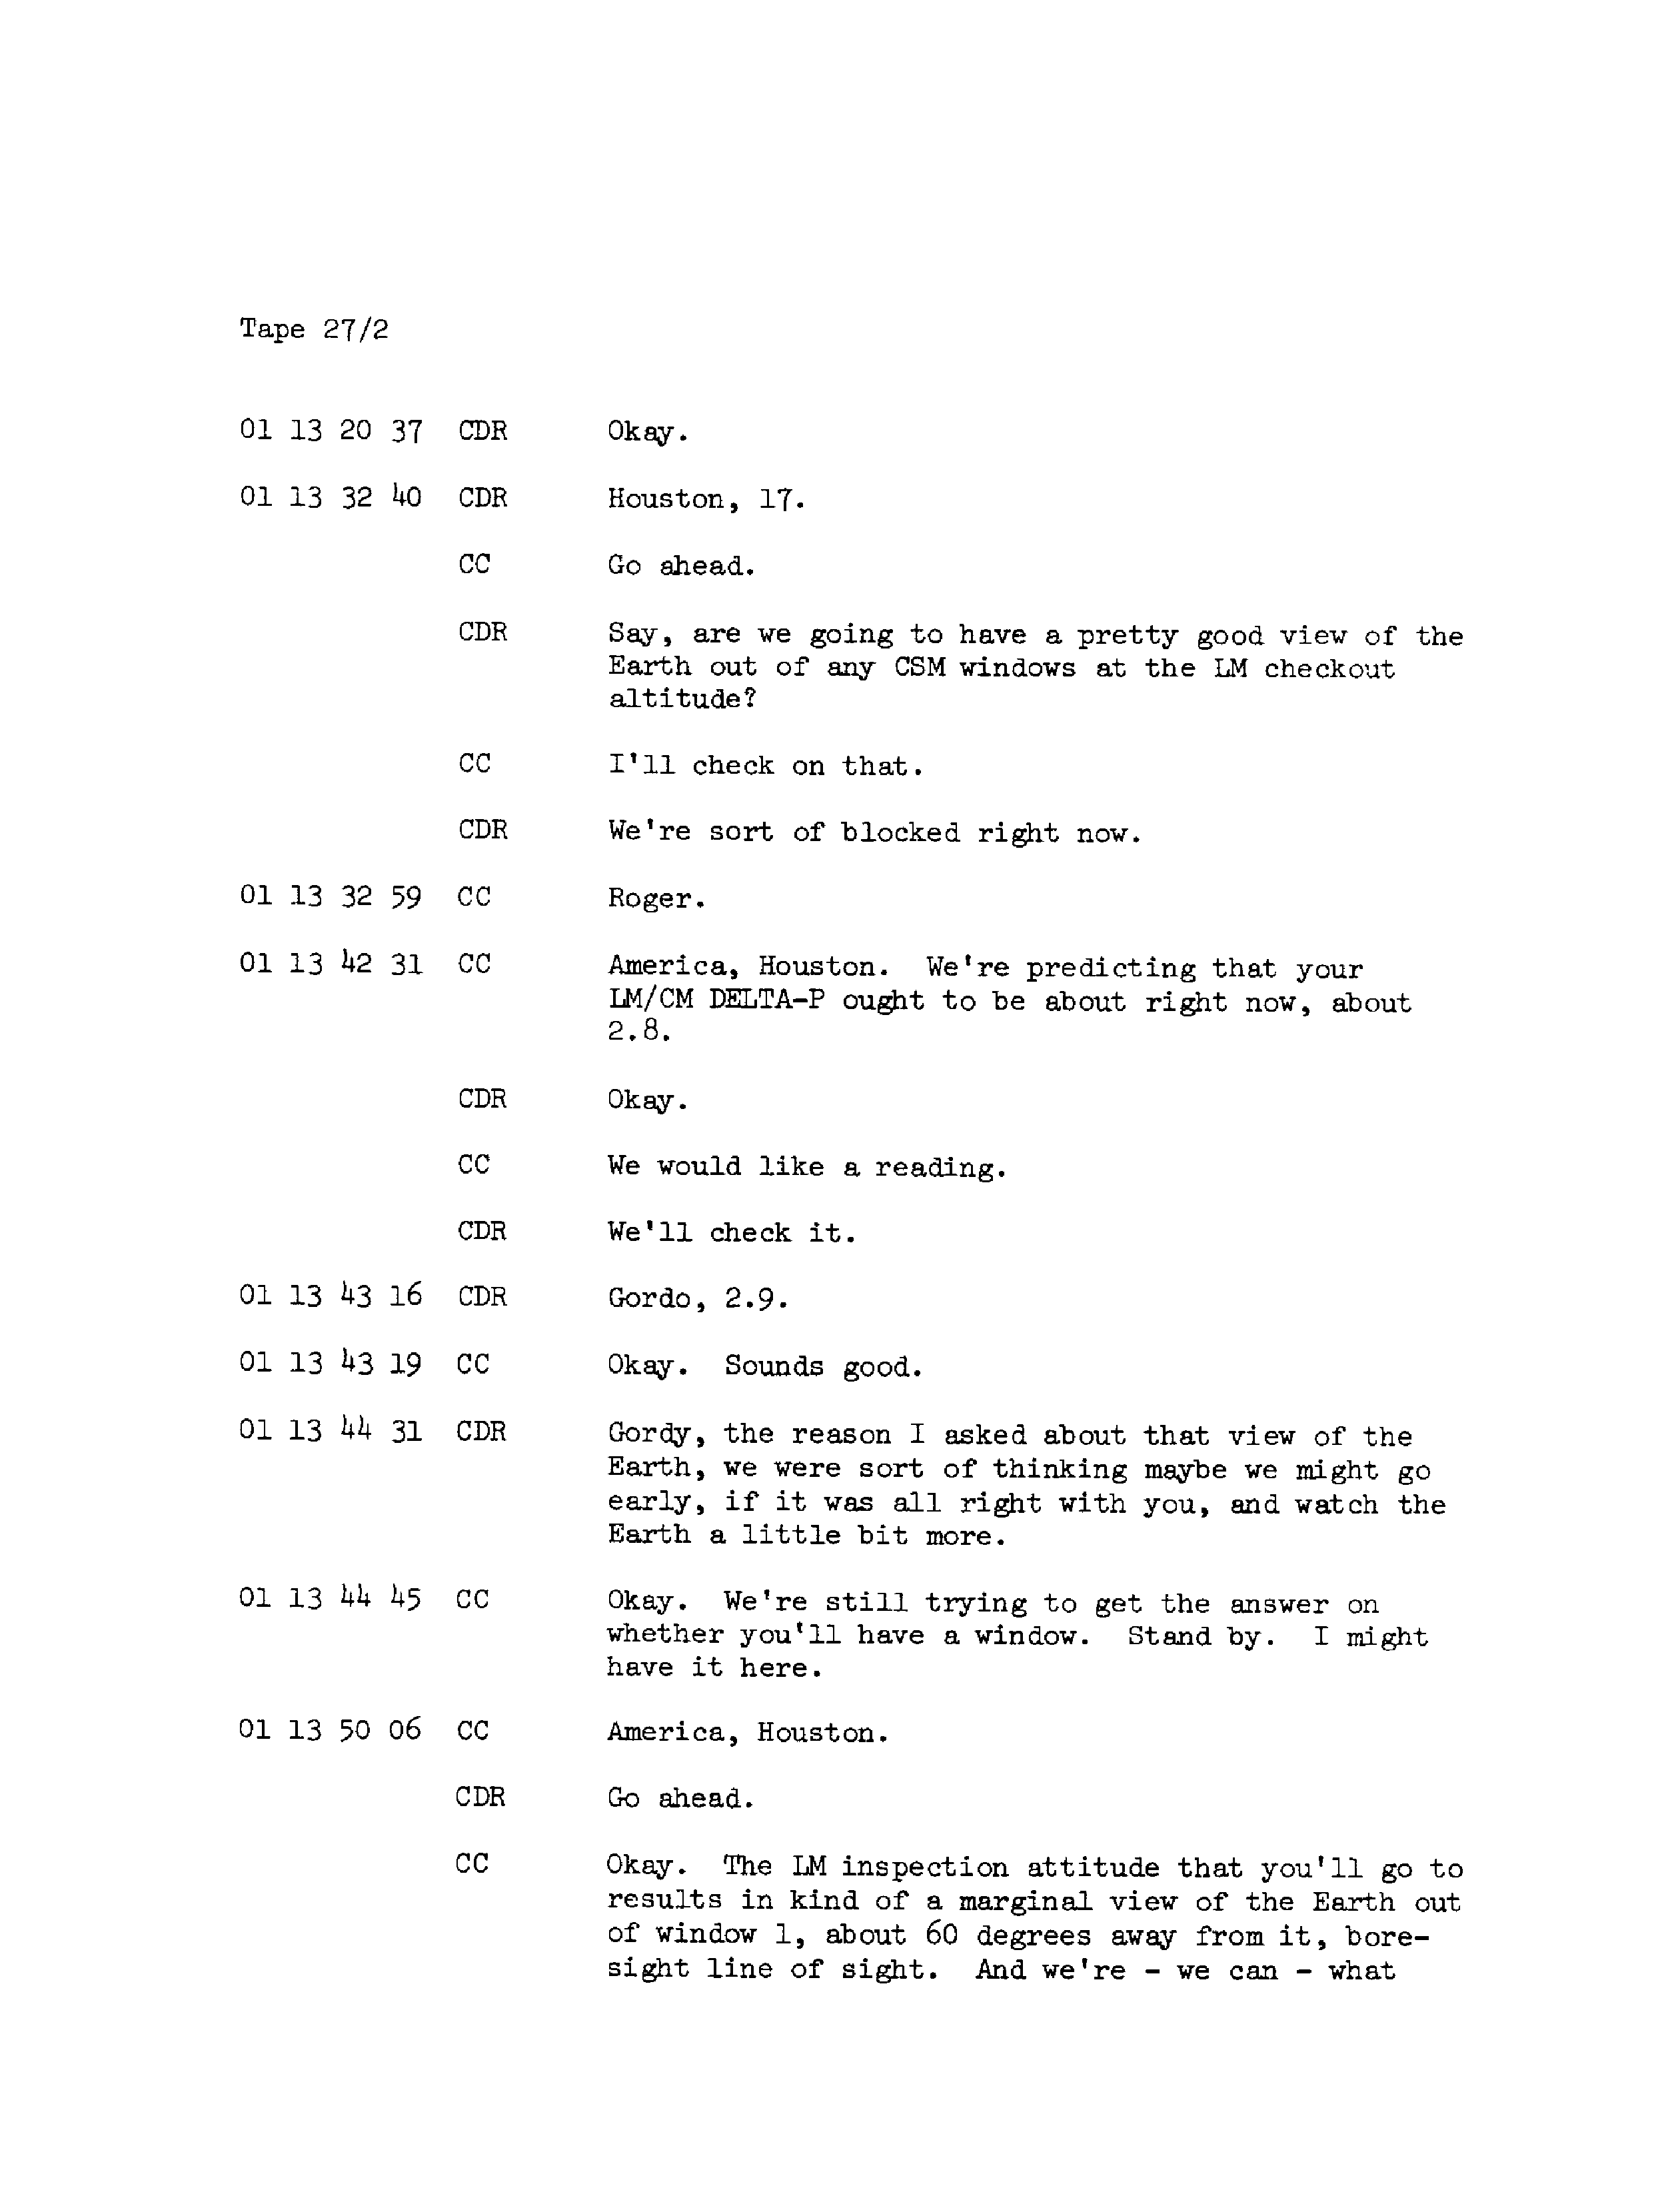 Tape 27/2
01 13 20 37 CDR Okay.
01 13 32 40 CDR Houston, 17.
CC Go ahead.
CDR Say, are we going to have a pretty good view of the
Earth out of any CSM windows at the LM checkout
altitude?
CC I'll check on that.
CDR We're sort of blocked right now.
01 13 32 59 CC Roger.
01 13 42 31 CC America, Houston. We're predicting that your
LM/CM DELTA-P ought to be about right now, about
2.8.
CDR Okay.
CC We would like a reading.
CDR We'll check it.
01 13 43 16 CDR Gordo, 2.9.
01 13 43 19 CC Okay. Sounds good.
01 13 44 31 CDR Gordy, the reason I asked about that view of the
Earth, we were sort of thinking maybe we might go
early, if it was all right with you, and watch the
Earth a little bit more.
01 13 44 45 CC Okay. We're still trying to get the answer on
whether you'll have a window. Stand by. I might
have it here.
01 13 50 06 CC America, Houston.
CDR Go ahead.
CC Okay. The LM inspection attitude that you'll go to
results in kind of a marginal view of the Earth out
of window 1, about 60 degrees away from it, bore-
sight line of sight. And we're - we can - what